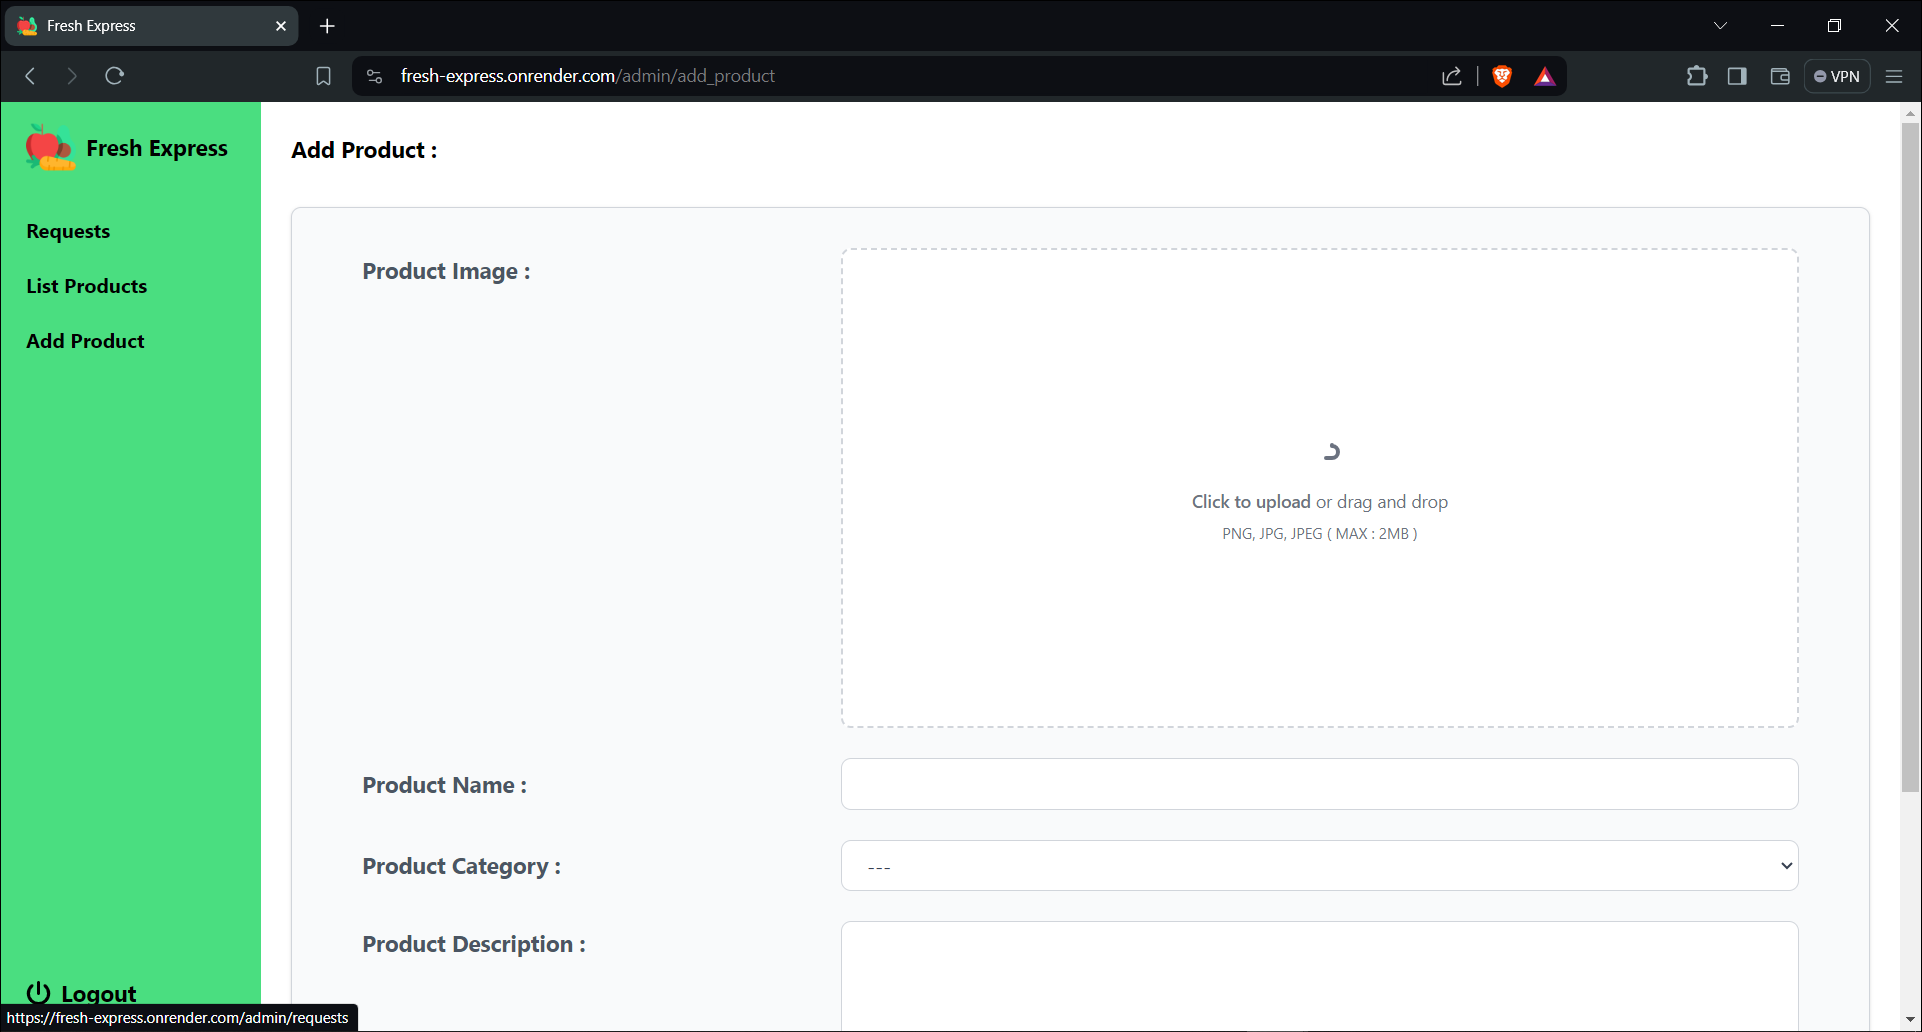 Fresh Express
fresh-express.onrender.com/admin/add_product
VPN
Fresh Express
Requests
List Products
Add Product
Logout
Add Product :
Product Image :
Click to upload or drag and drop
PNG, JPG, JPEG ( MAX : 2MB )
Product Name :
Product Category :
---
Product Description :
https://fresh-express.onrender.com/admin/requests